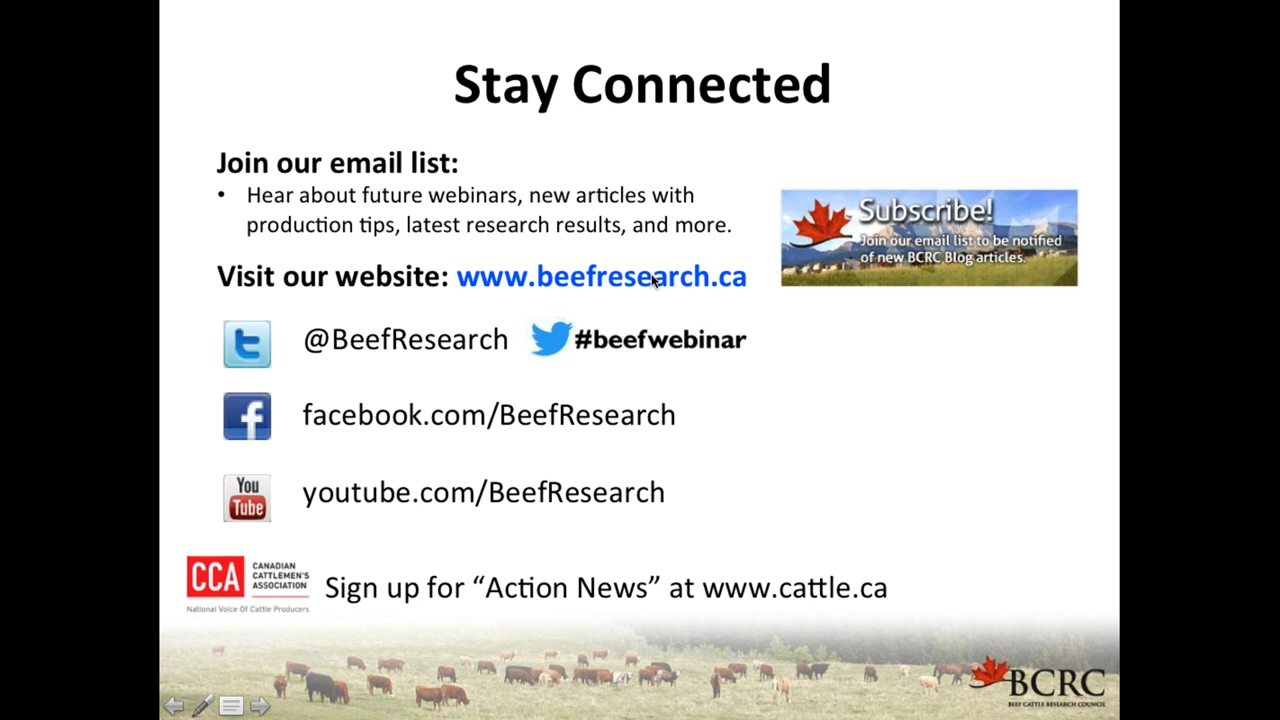 Stay Connected
Join our email list:
• Hear about future webinars, new articles with
production tips, latest research results, and more.
Subscribe!
Join our email list to be notified
of new BCRC Blog articles.
Visit our website: www.beefresearch.ca
@BeefResearch #beefwebinar
facebook.com/BeefResearch
You
Tube
youtube.com/BeefResearch
CCA
CANADIAN
CATTLEMEN'S
ASSOCIATION
National Voice Of Cattle Producers
Sign up for “Action News” at www.cattle.ca
BCRC
BEEF CATTLE RESEARCH COUNCIL